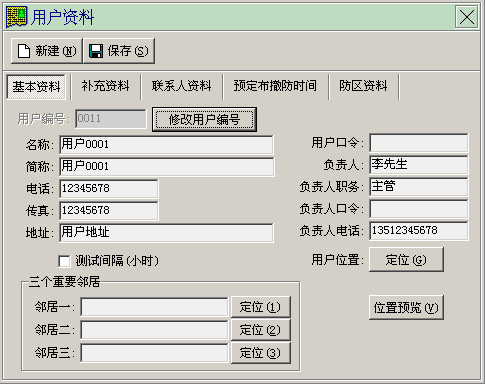 用户资料
新建(N) 保存(S)
基本资料 补充资料 联系人资料 预定布撤防时间 防区资料
用户编号: 0011 修改用户编号
名称: 用户0001 用户口令:
简称: 用户0001 负责人: 李先生
电话: 12345678 负责人职务: 主管
传真: 12345678 负责人口令:
地址: 用户地址 负责人电话: 13512345678
测试间隔(小时) 用户位置: 定位(G)
三个重要邻居
邻居一: 定位(1) 位置预览(V)
邻居二: 定位(2)
邻居三: 定位(3)